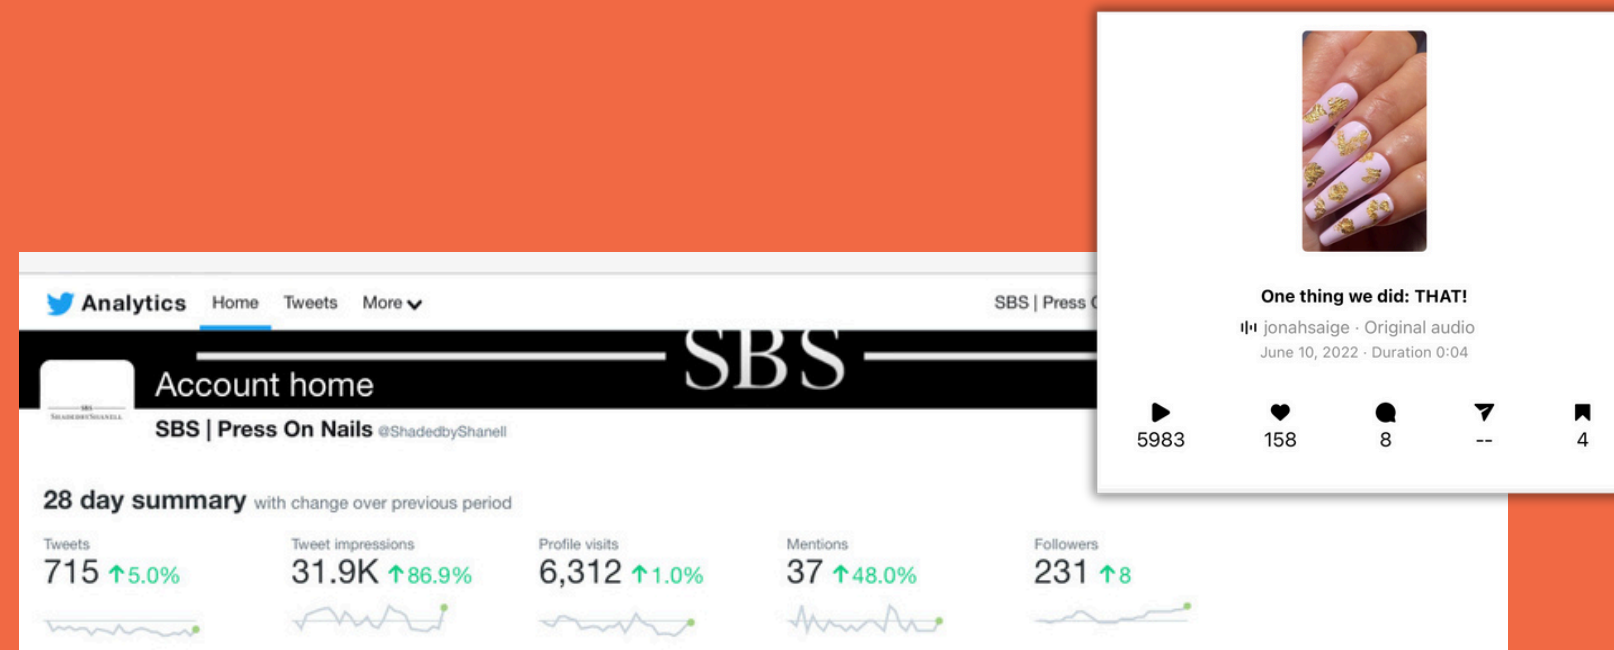 One thing we did: THAT!
jonahsaige · Original audio
June 10, 2022 · Duration 0:04
5983 158 8 -- 4
Analytics Home Tweets More SBS | Press
SBS
Account home
SBS
SHADEDBYSHANELL
SBS | Press On Nails @ShadedbyShanell
28 day summary with change over previous period
Tweets Tweet impressions Profile visits Mentions Followers
715 ↑5.0% 31.9K ↑86.9% 6,312 ↑1.0% 37 ↑48.0% 231 ↑8